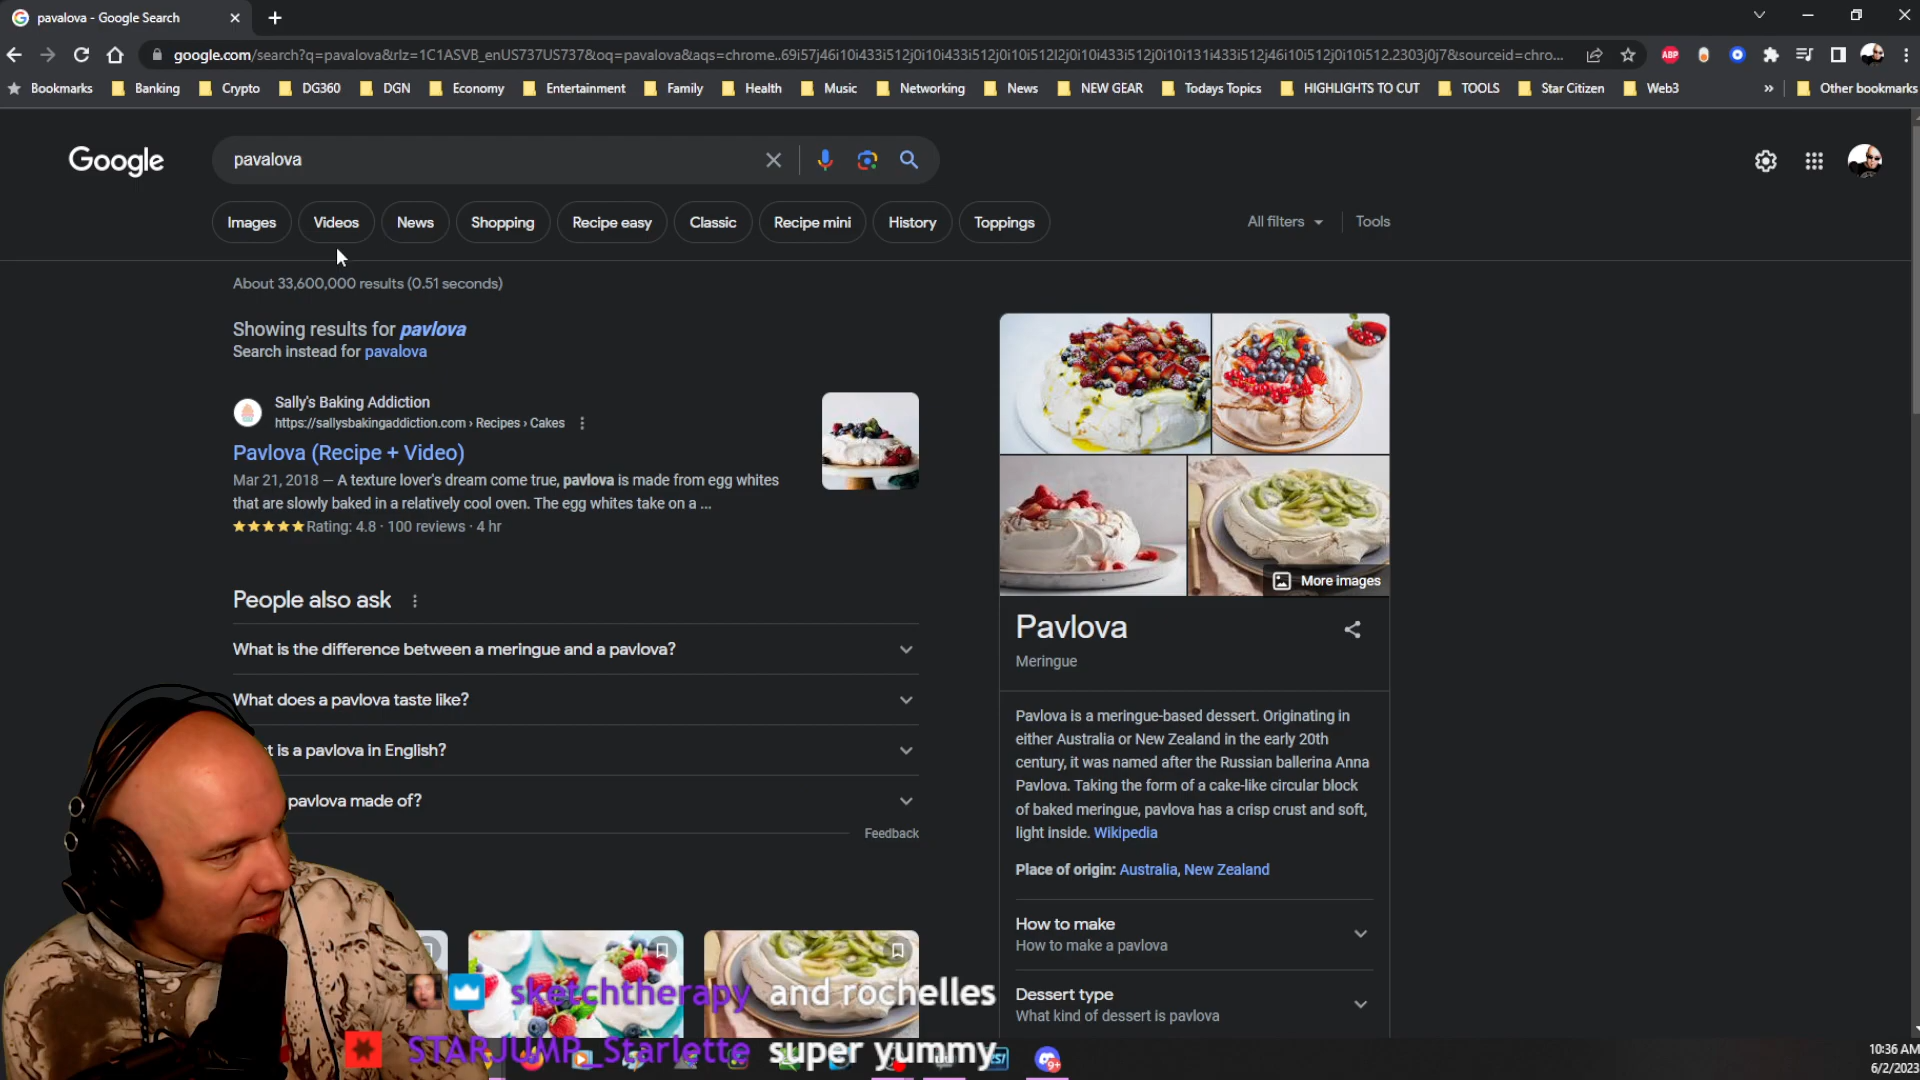 pavalova - Google Search
google.com/search?q=pavalova&rlz=1C1ASVB_enUS737US737&oq=pavalova&aqs=chrome..69i57j46i10i433i512j0i10i433i512j0i10i512l2j0i10i433i512j0i10i131i433i512j46i10i512j0i10i512.2303j0j7&sourceid=chro...
ABP
Bookmarks Banking Crypto DG360 DGN Economy Entertainment Family Health Music Networking News NEW GEAR Todays Topics HIGHLIGHTS TO CUT TOOLS Star Citizen Web3 » Other bookmarks
Google
pavalova
Images Videos News Shopping Recipe easy Classic Recipe mini History Toppings
All filters Tools
About 33,600,000 results (0.51 seconds)
Showing results for pavlova
Search instead for pavalova
Sally's Baking Addiction
https://sallysbakingaddiction.com › Recipes › Cakes
Pavlova (Recipe + Video)
Mar 21, 2018 — A texture lover's dream come true, pavlova is made from egg whites
that are slowly baked in a relatively cool oven. The egg whites take on a ...
Rating: 4.8 · 100 reviews · 4 hr
People also ask
What is the difference between a meringue and a pavlova?
What does a pavlova taste like?
is a pavlova in English?
pavlova made of?
Feedback
More images
Pavlova
Meringue
Pavlova is a meringue-based dessert. Originating in
either Australia or New Zealand in the early 20th
century, it was named after the Russian ballerina Anna
Pavlova. Taking the form of a cake-like circular block
of baked meringue, pavlova has a crisp crust and soft,
light inside. Wikipedia
Place of origin: Australia, New Zealand
How to make
How to make a pavlova
Dessert type
What kind of dessert is pavlova
sketchtherapy and rochelles
STARJUMP_Starlette super yummy
9+
10:36 AM
6/2/2023